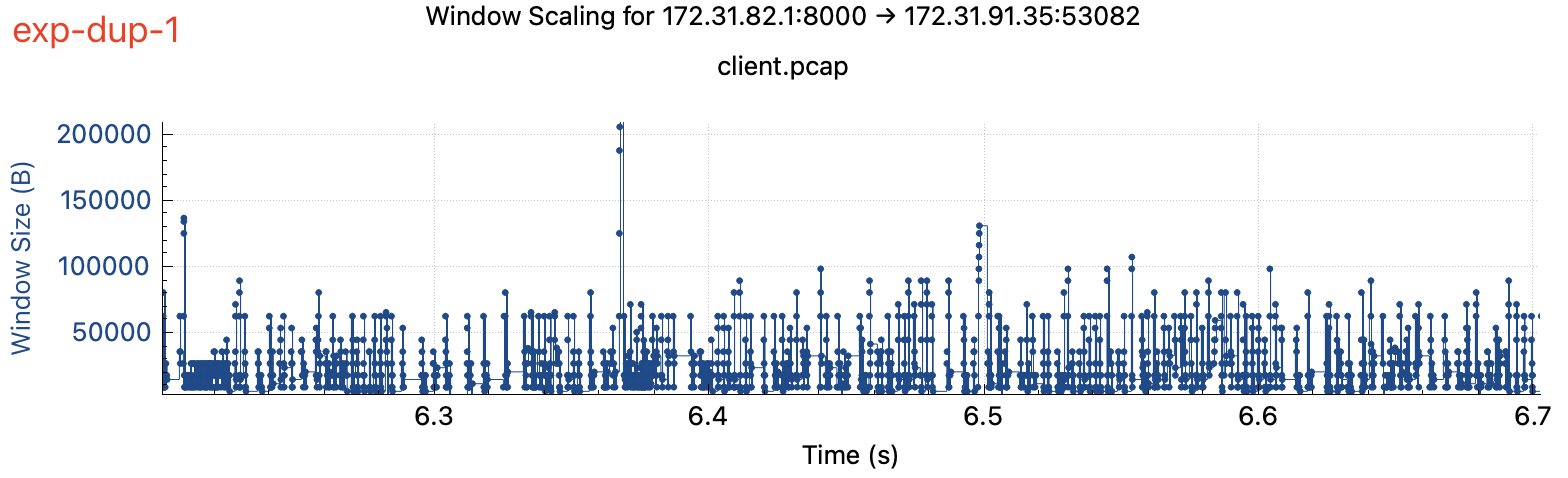 exp-dup-1
Window Scaling for 172.31.82.1:8000 → 172.31.91.35:53082
client.pcap
Window Size (B)
200000
150000
100000
50000
6.3 6.4 6.5 6.6 6.7
Time (s)